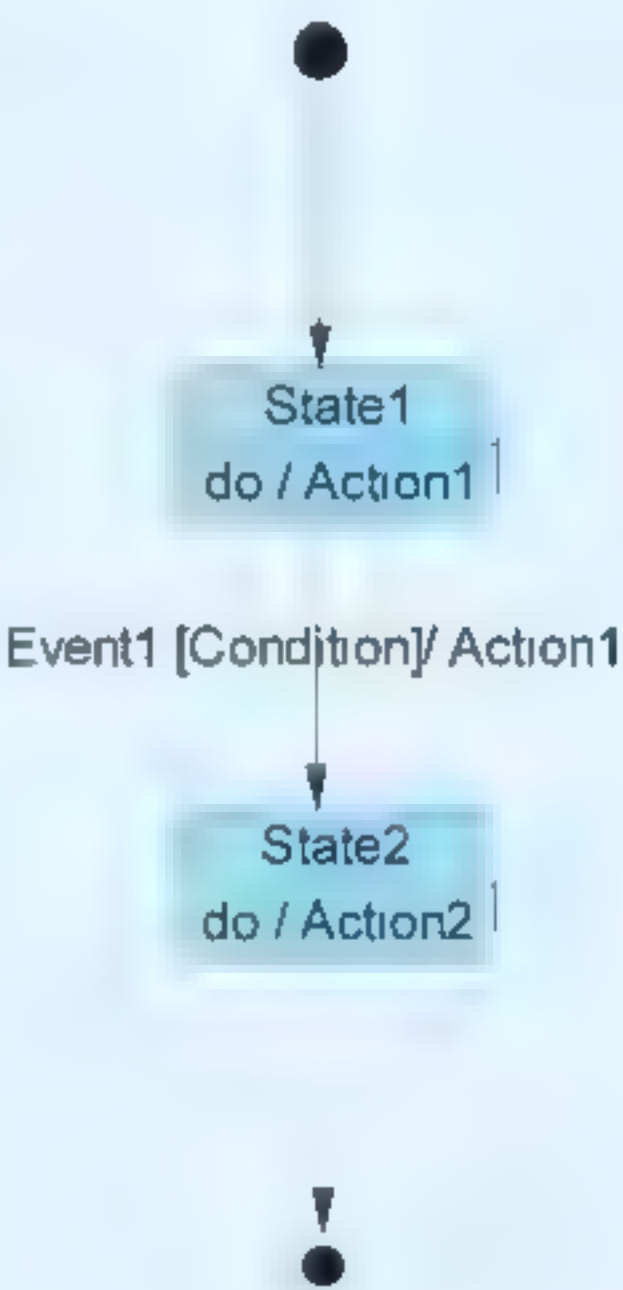 State1
do / Action1
Event1 [Condition]/ Action1
State2
do / Action2